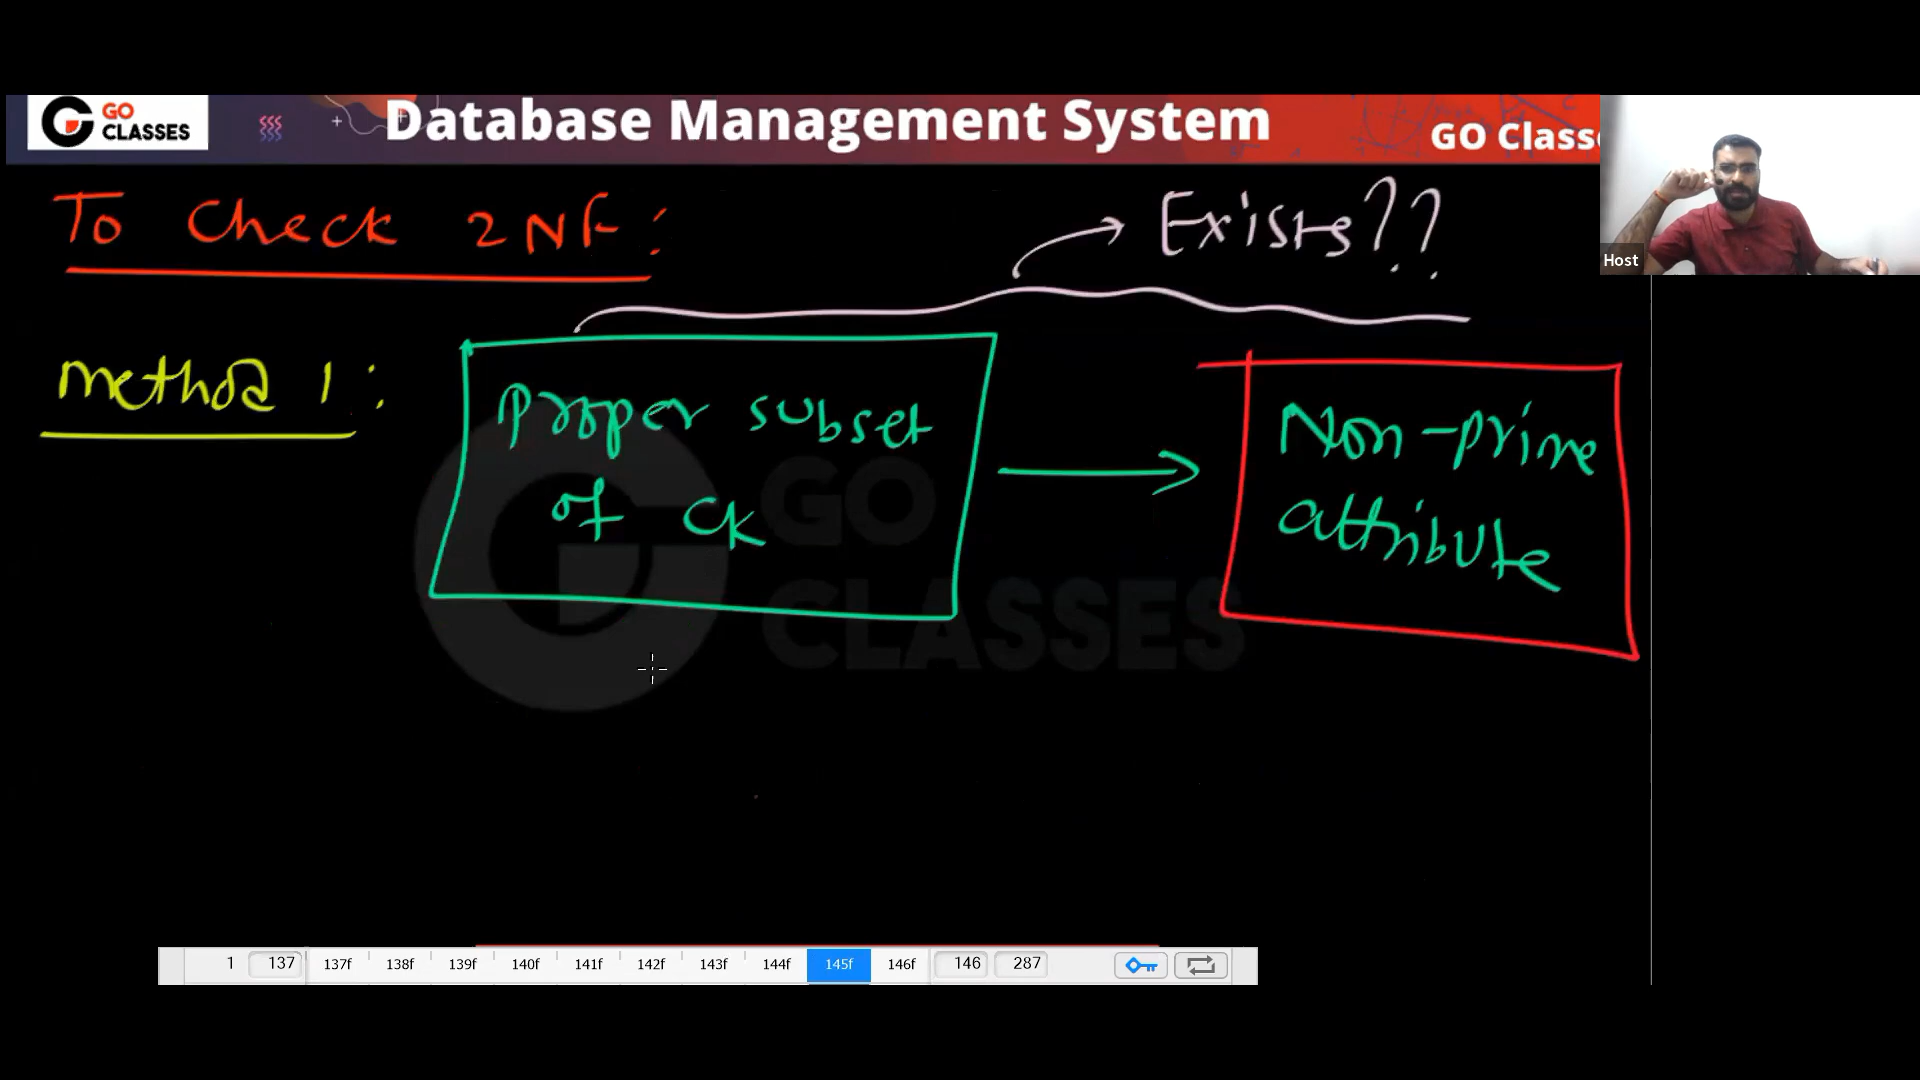 GO
CLASSES
Database Management System
GO Classe
Host
To Check 2NF:
Exists??
method 1:
Proper subset
of CK
Non-prime
attribute
GO
CLASSES
1 137 137f 138f 139f 140f 141f 142f 143f 144f 145f 146f 146 287